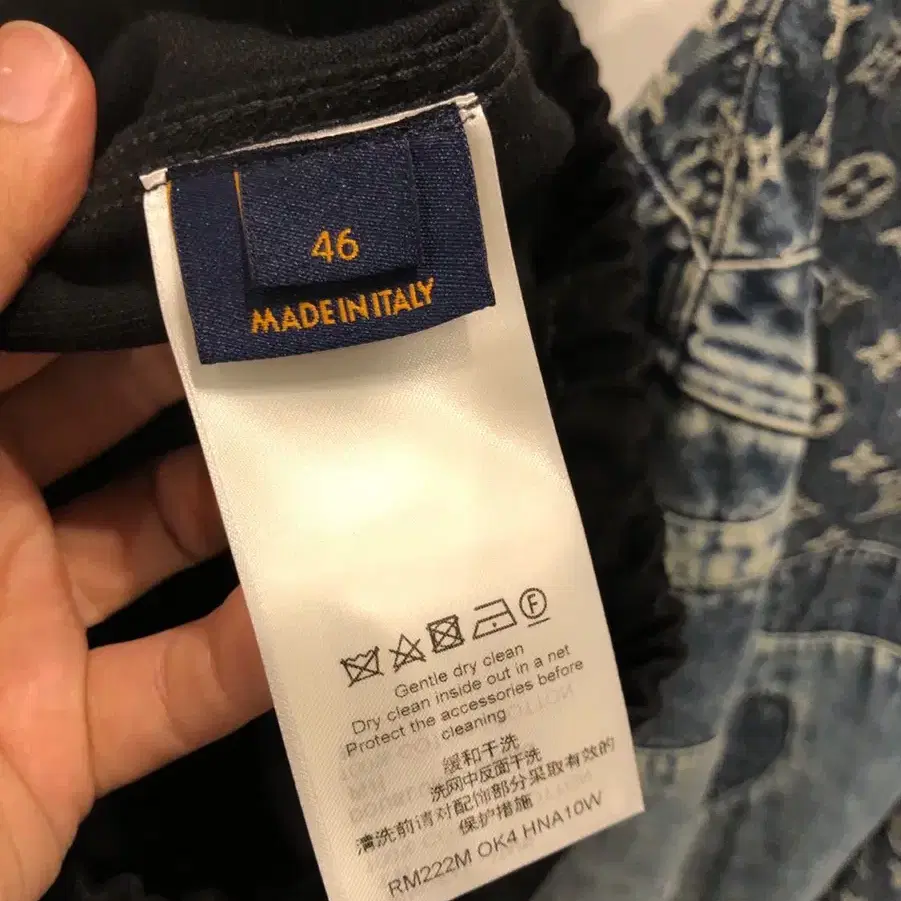 46
MADE IN ITALY
Gentle dry clean
Dry clean inside out in a net
Protect the accessories before
cleaning
缓和干洗
洗网中反面干洗
清洗前请对配饰部分采取有效的
保护措施
RM222M OK4 HNA10W